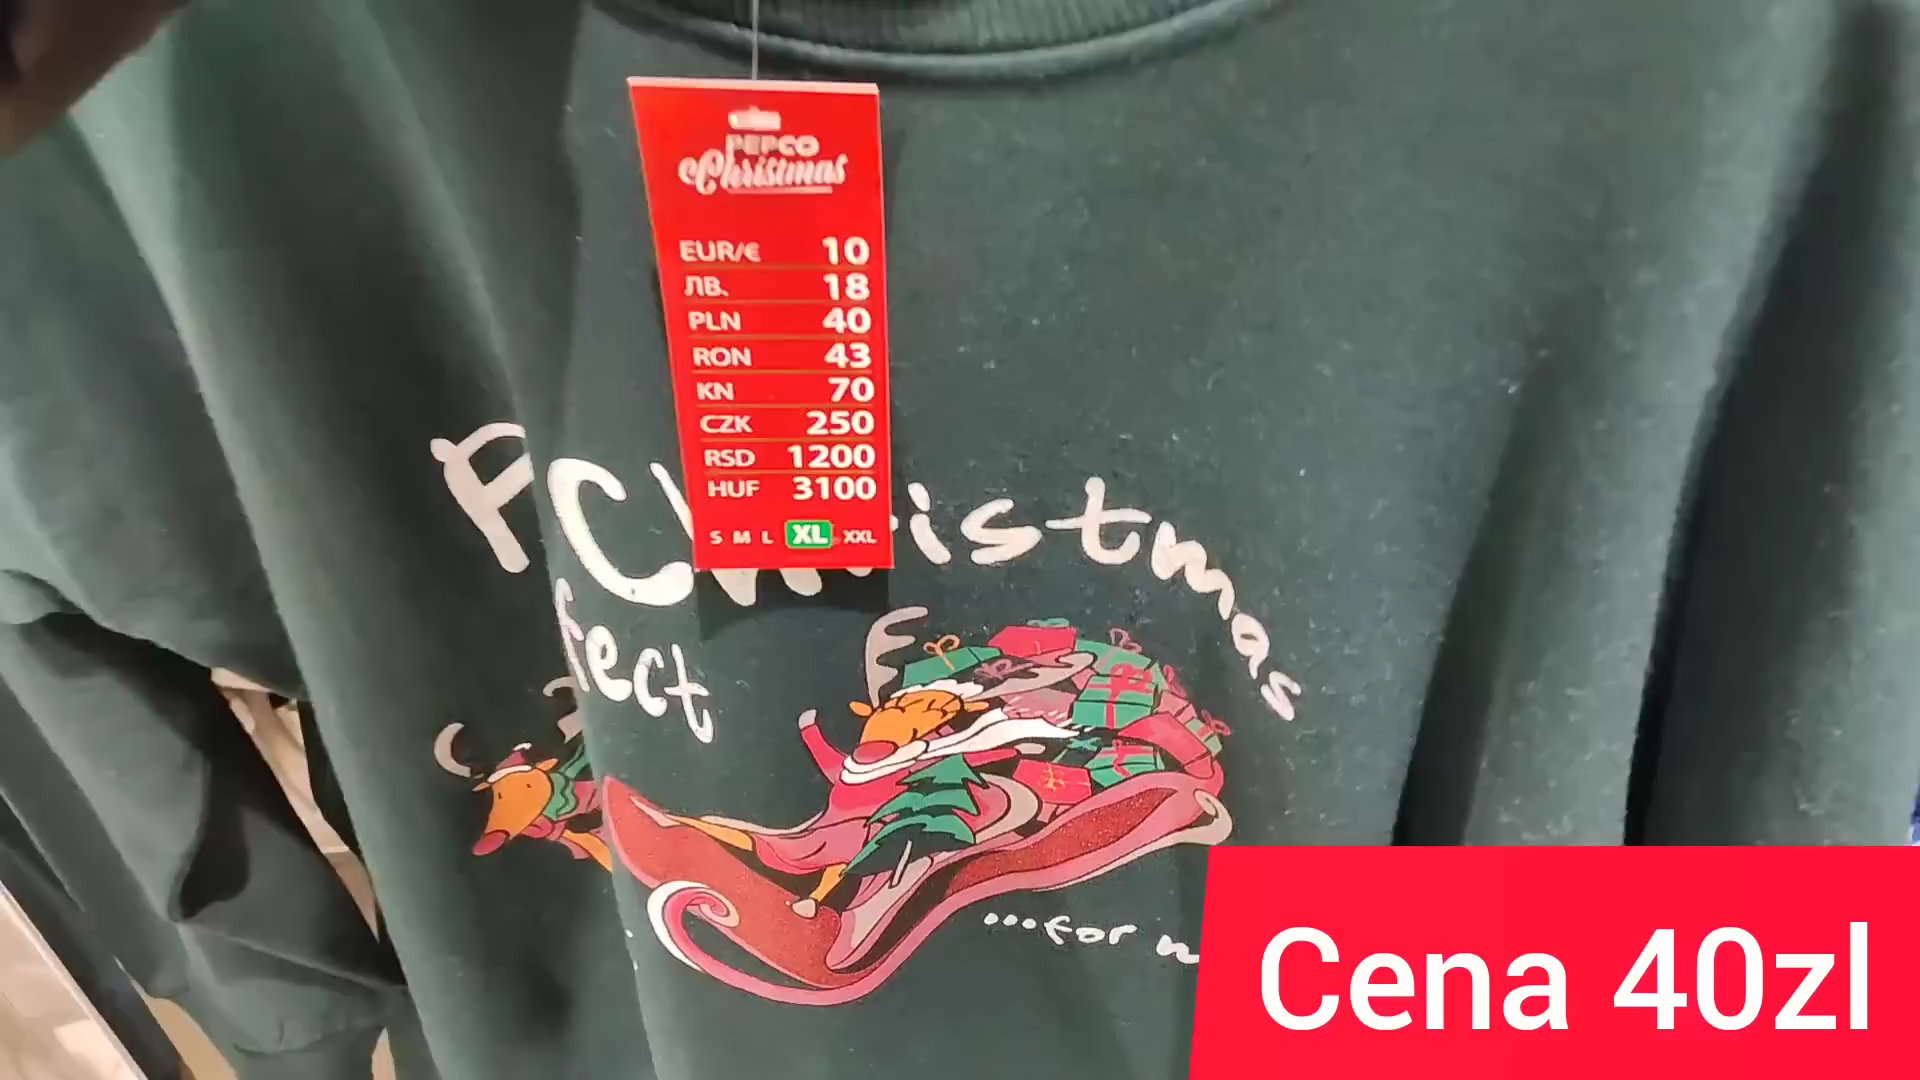 PEPCO
Christmas
EUR/€ 10
ЛВ. 18
PLN 40
RON 43
KN 70
CZK 250
RSD 1200
HUF 3100
S M L XL XXL
Christmas
fect
...for
Cena 40zl